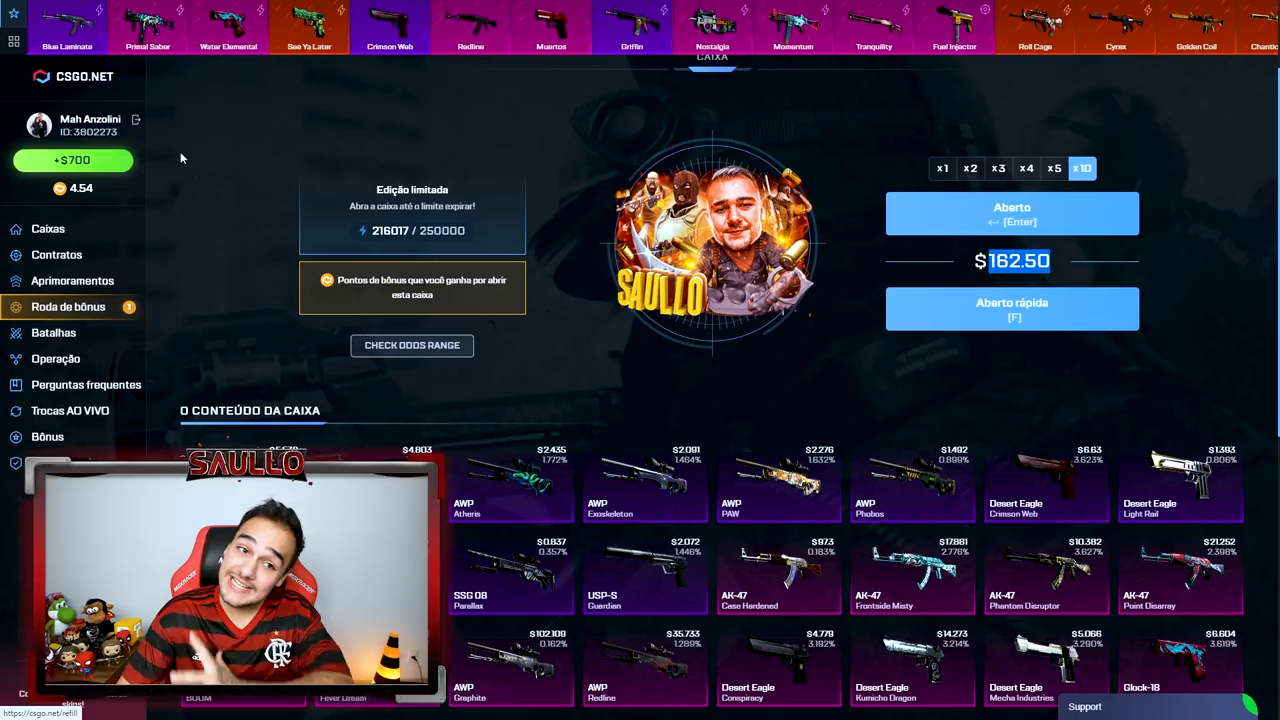 Blue Laminate
Primal Saber
Water Elemental
See Ya Later
Crimson Web
Redline
Muertos
Griffin
Nostalgia
Momentum
Tranquility
Fuel Injector
Roll Cage
Cyrex
Golden Coil
CSGO.NET
Mah Anzolini
ID: 3802273
+$700
4.54
Caixas
Contratos
Aprimoramentos
Roda de bônus 1
Batalhas
Operação
Perguntas frequentes
Trocas AO VIVO
Bônus
CAIXA
Edição limitada
Abra a caixa até o limite expirar!
216017 / 250000
Pontos de bônus que você ganha por abrir
esta caixa
CHECK ODDS RANGE
SAULLO
x1 x2 x3 x4 x5 x10
Aberto
[Enter]
$162.50
Aberto rápida
[F]
O CONTEÚDO DA CAIXA
$4.803
$2.435
1.772%
AWP
Atheris
$2.091
1.464%
AWP
Exoskeleton
$2.276
1.632%
AWP
PAW
$1.492
0.899%
AWP
Phobos
$6.63
3.623%
Desert Eagle
Crimson Web
$1.393
0.806%
Desert Eagle
Light Rail
$0.837
0.357%
SSG 08
Parallax
$2.072
1.446%
USP-S
Guardian
$973
0.183%
AK-47
Case Hardened
$17.881
2.776%
AK-47
Frontside Misty
$10.382
3.627%
AK-47
Phantom Disruptor
$21.252
2.398%
AK-47
Point Disarray
$102.109
0.162%
AWP
Graphite
$35.733
1.289%
AWP
Redline
$4.779
3.192%
Desert Eagle
Conspiracy
$14.273
3.214%
Desert Eagle
Kumicho Dragon
$5.066
3.290%
Desert Eagle
Mecha Industries
$6.604
3.619%
Glock-18
SAULLO
CRF
BOOM
Fever Dream
skins!
https://csgo.net/refill
Support